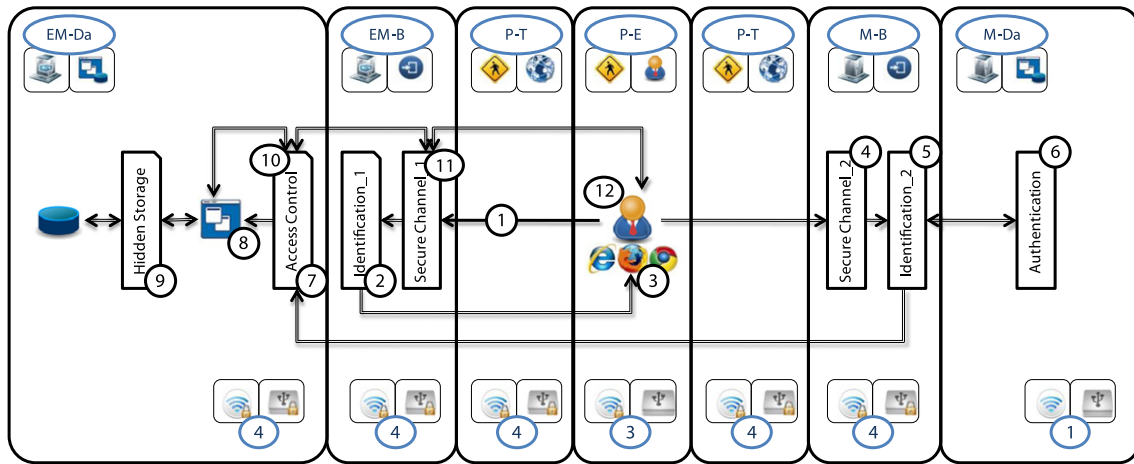 EM-Da
EM-B
P-T
P-E
P-T
M-B
M-Da
10
11
4
5
6
12
Hidden Storage
Access Control
Identification_1
Secure Channel_1
1
Secure Channel_2
Identification_2
Authentication
8
9
7
2
3
4
4
4
3
4
4
1